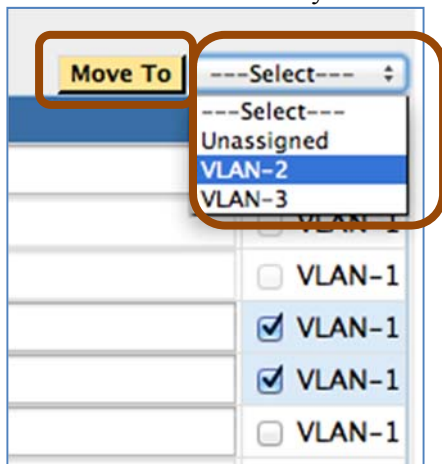 Move To ---Select---
---Select---
Unassigned
VLAN-2
VLAN-3
VLAN-1
VLAN-1
VLAN-1
VLAN-1
VLAN-1